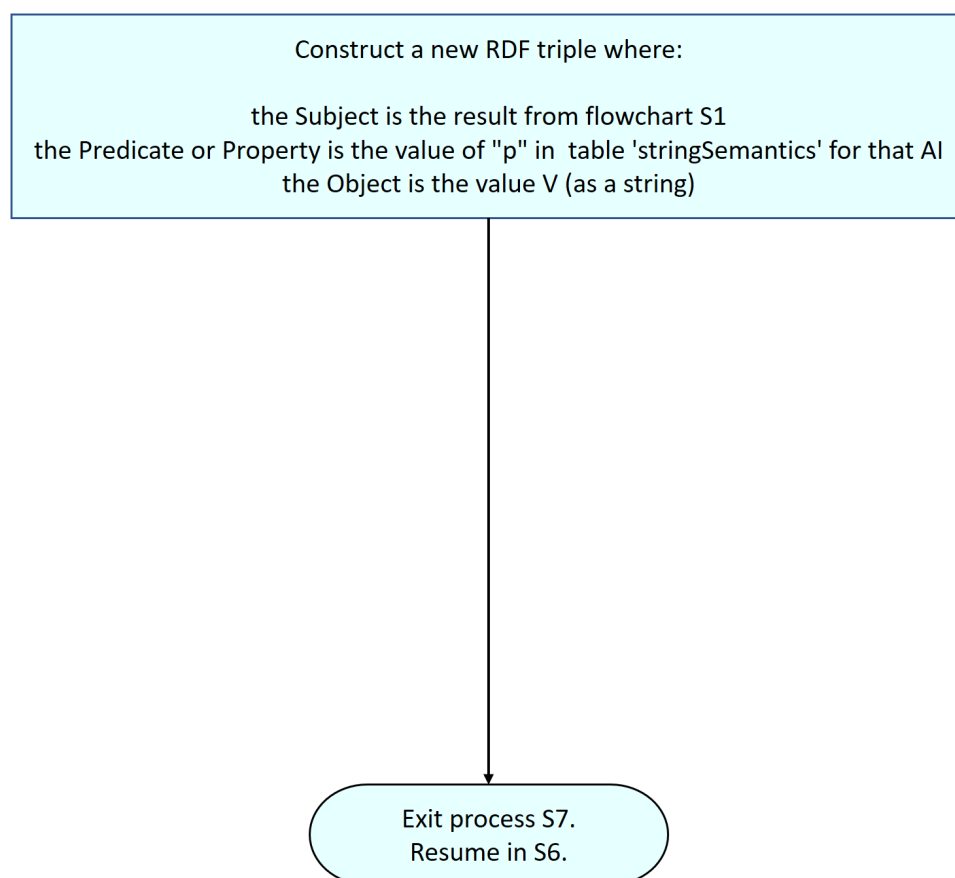 Construct a new RDF triple where:
the Subject is the result from flowchart S1
the Predicate or Property is the value of "p" in  table 'stringSemantics' for that AI
the Object is the value V (as a string)
Exit process S7.
Resume in S6.